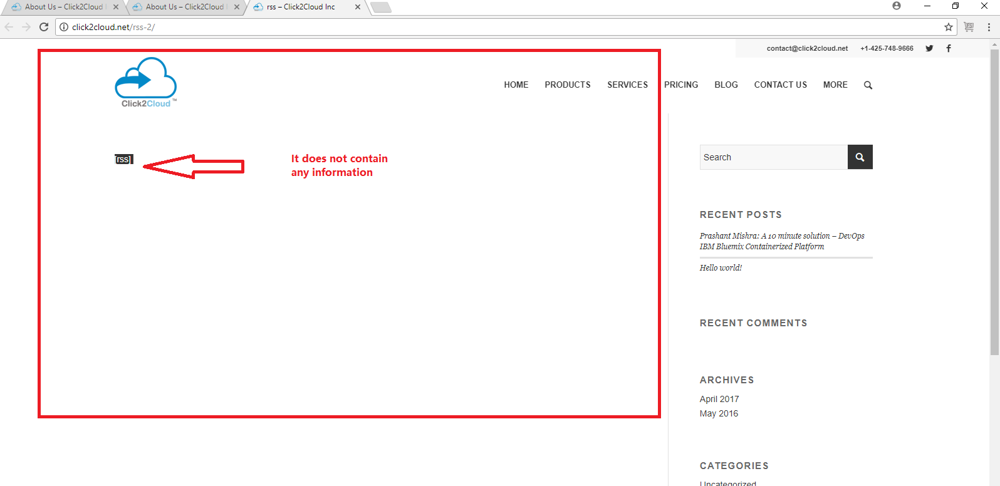 About Us – Click2Cloud
About Us – Click2Cloud
rss – Click2Cloud Inc
click2cloud.net/rss-2/
contact@click2cloud.net +1-425-748-9666
Click2Cloud ™
HOME PRODUCTS SERVICES PRICING BLOG CONTACT US MORE
[rss]
It does not contain
any information
Search
RECENT POSTS
Prashant Mishra: A 10 minute solution – DevOps
IBM Bluemix Containerized Platform
Hello world!
RECENT COMMENTS
ARCHIVES
April 2017
May 2016
CATEGORIES
Uncategorized